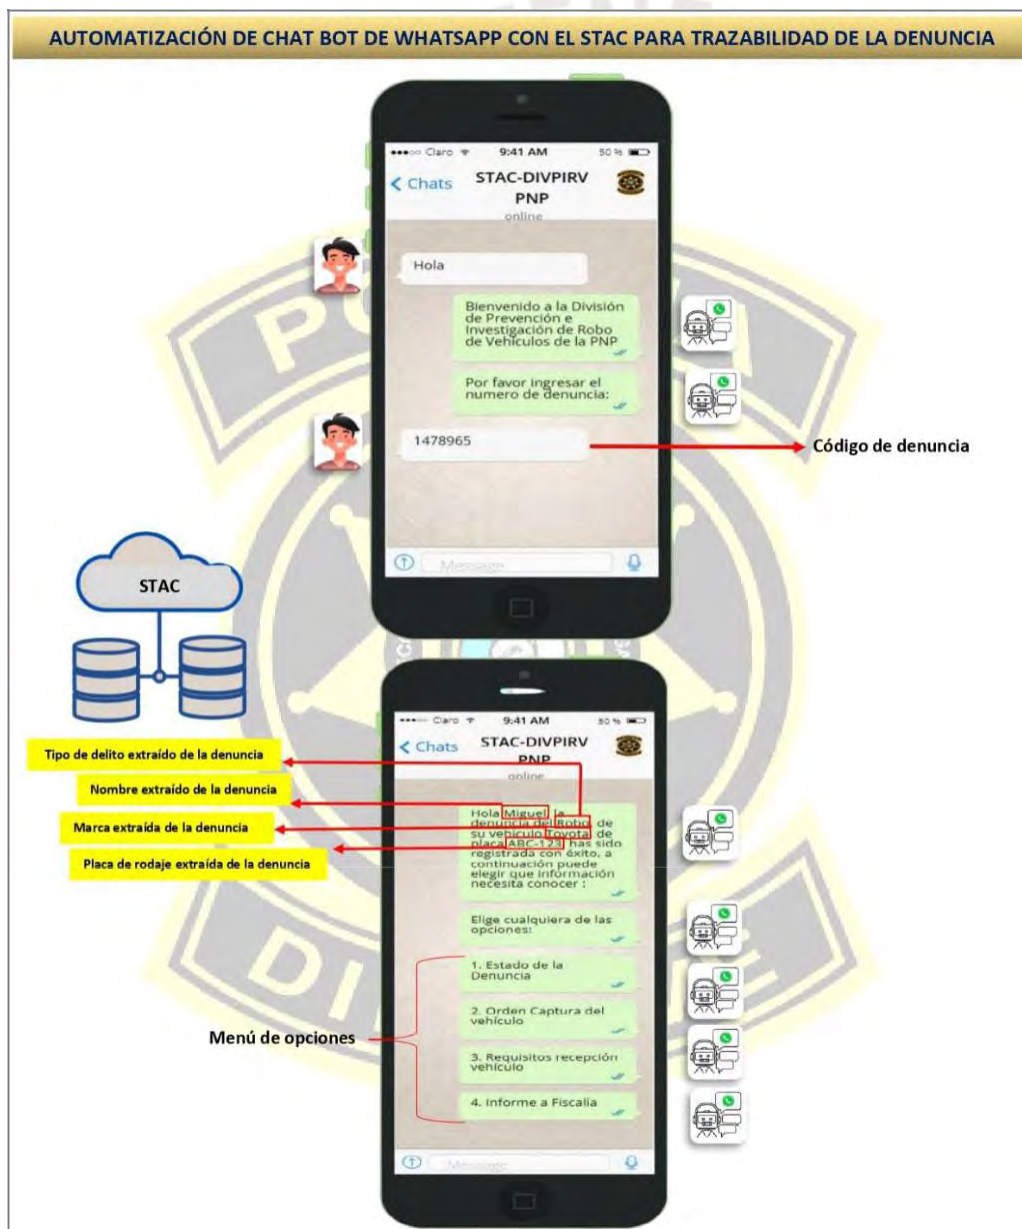 AUTOMATIZACIÓN DE CHAT BOT DE WHATSAPP CON EL STAC PARA TRAZABILIDAD DE LA DENUNCIA
Claro 9:41 AM 50 %
Chats STAC-DIVPIRV
PNP
online
Hola
Bienvenido a la División
de Prevención e
Investigación de Robo
de Vehículos de la PNP
Por favor ingresar el
numero de denuncia:
1478965
Código de denuncia
Message
STAC
Claro 9:41 AM 50 %
Chats STAC-DIVPIRV
PNP
online
Tipo de delito extraído de la denuncia
Nombre extraído de la denuncia
Marca extraída de la denuncia
Placa de rodaje extraída de la denuncia
Hola Miguel, la
denuncia del Robo de
su vehículo Toyota de
placa ABC-123 has sido
registrada con éxito, a
continuación puede
elegir que información
necesita conocer :
Elige cualquiera de las
opciones:
1. Estado de la
Denuncia
2. Orden Captura del
vehículo
3. Requisitos recepción
vehículo
4. Informe a Fiscalía
Menú de opciones
Message